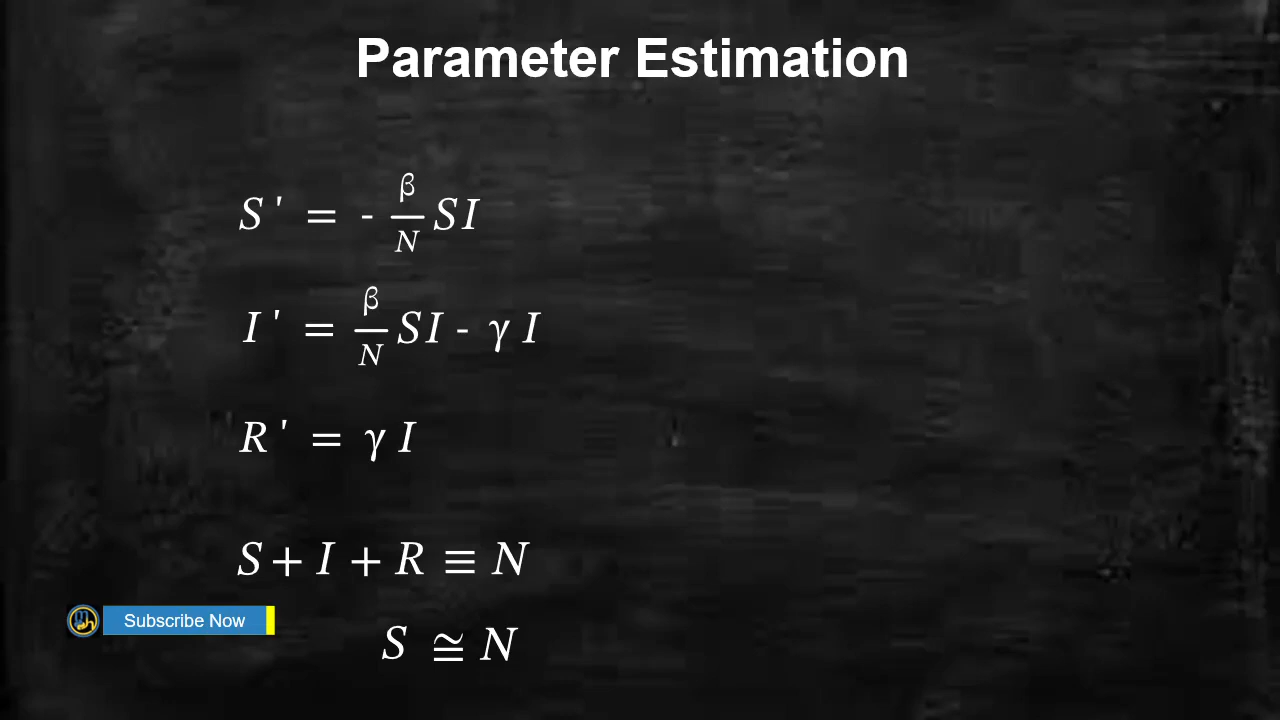 Parameter Estimation
S ' = - β/N SI
I ' = β/N SI - γ I
R ' = γ I
S + I + R ≡ N
Subscribe Now
S ≅ N